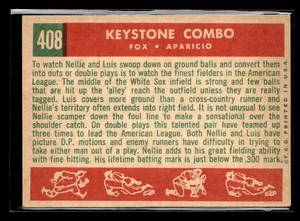 408
KEYSTONE COMBO
FOX • APARICIO
To watch Nellie and Luis swoop down on ground balls and convert them
into outs or double plays is to watch the finest fielders in the American
League. The middle of the White Sox infield is strong and few balls
that are hit up the 'alley' reach the outfield unless they are clean
jumpers. Luis covers more ground than a cross-country runner and
Nellie's territory often extends into right field. It is not unusual to see
Nellie scamper down the foul line to make a sensational over the
shoulder catch. On double plays this talented pair have teamed up
three times to lead the American League. Both Nellie and Luis have
picture D.P. motions and enemy runners have difficulty in trying to
take either man out of play. Nellie adds to his great fielding ability
with fine hitting. His lifetime batting mark is just below the .300 mark.
© T. C. G. PRINTED IN U.S.A.